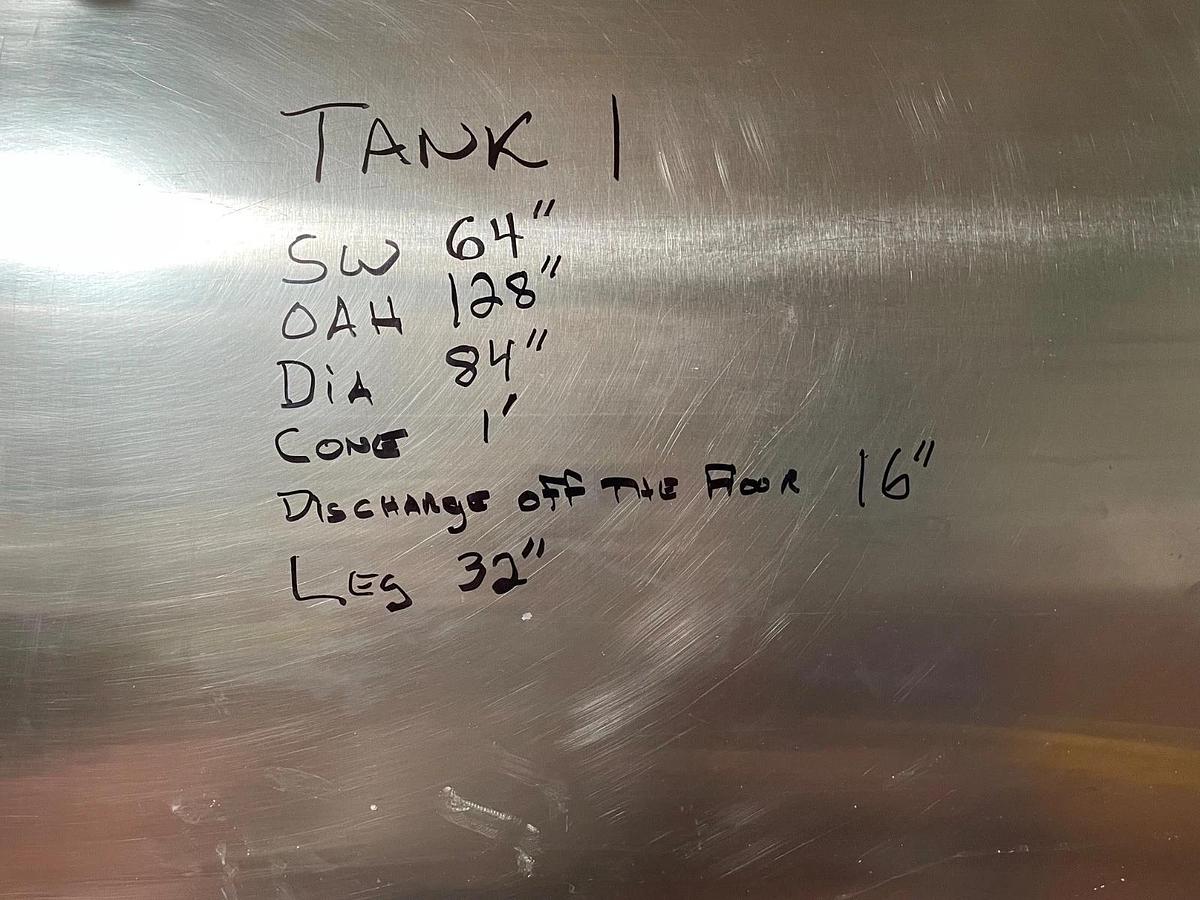 TANK 1
SW 64"
OAH 128"
DiA 84"
CONE 1'
DISCHARgE OFF THE FlOOR 16"
LEg 32"